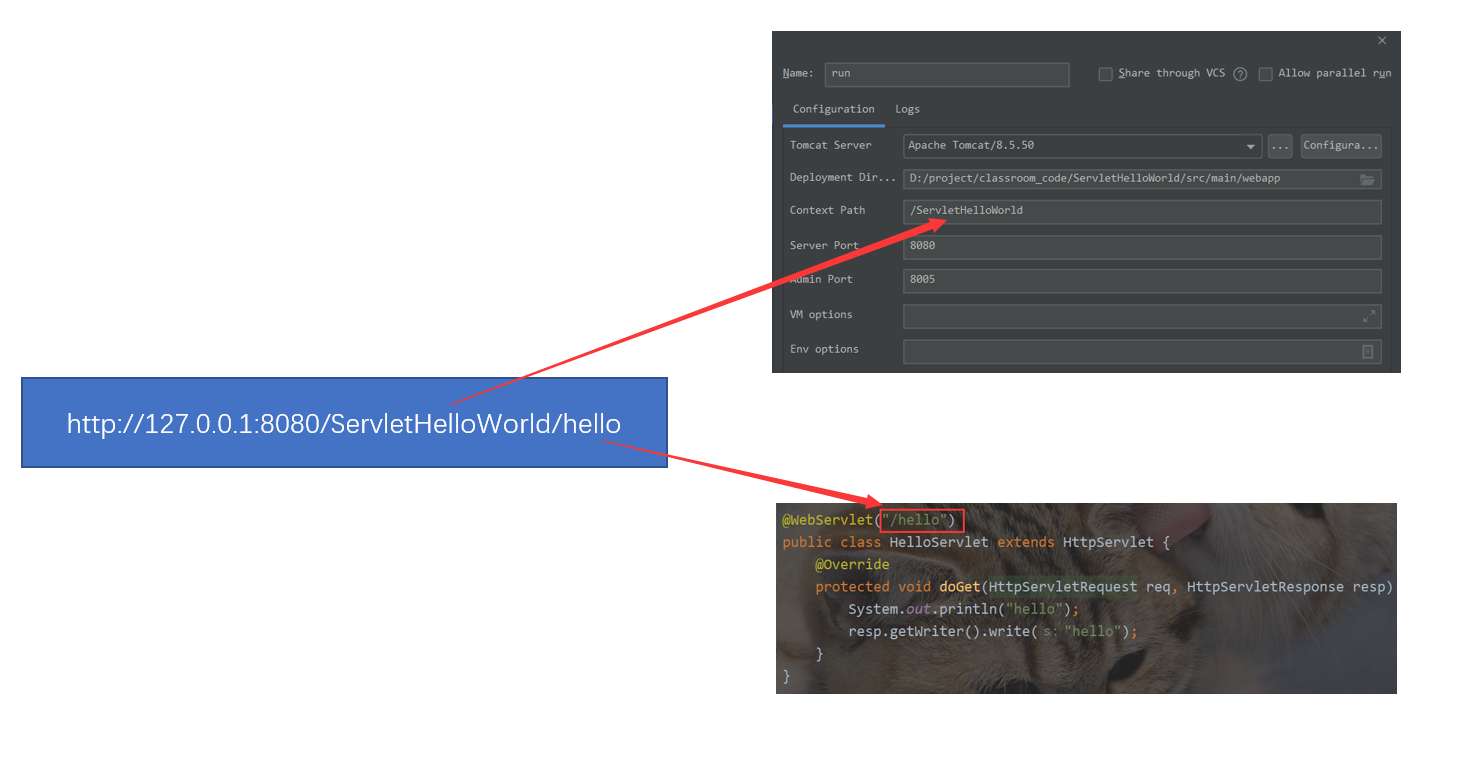 Name: run Share through VCS ? Allow parallel run
Configuration Logs
Tomcat Server Apache Tomcat/8.5.50 ... Configura...
Deployment Dir... D:/project/classroom_code/ServletHelloWorld/src/main/webapp
Context Path /ServletHelloWorld
Server Port 8080
Admin Port 8005
VM options
Env options
http://127.0.0.1:8080/ServletHelloWorld/hello
@WebServlet("/hello")
public class HelloServlet extends HttpServlet {
@Override
protected void doGet(HttpServletRequest req, HttpServletResponse resp)
System.out.println("hello");
resp.getWriter().write( s: "hello");
}
}